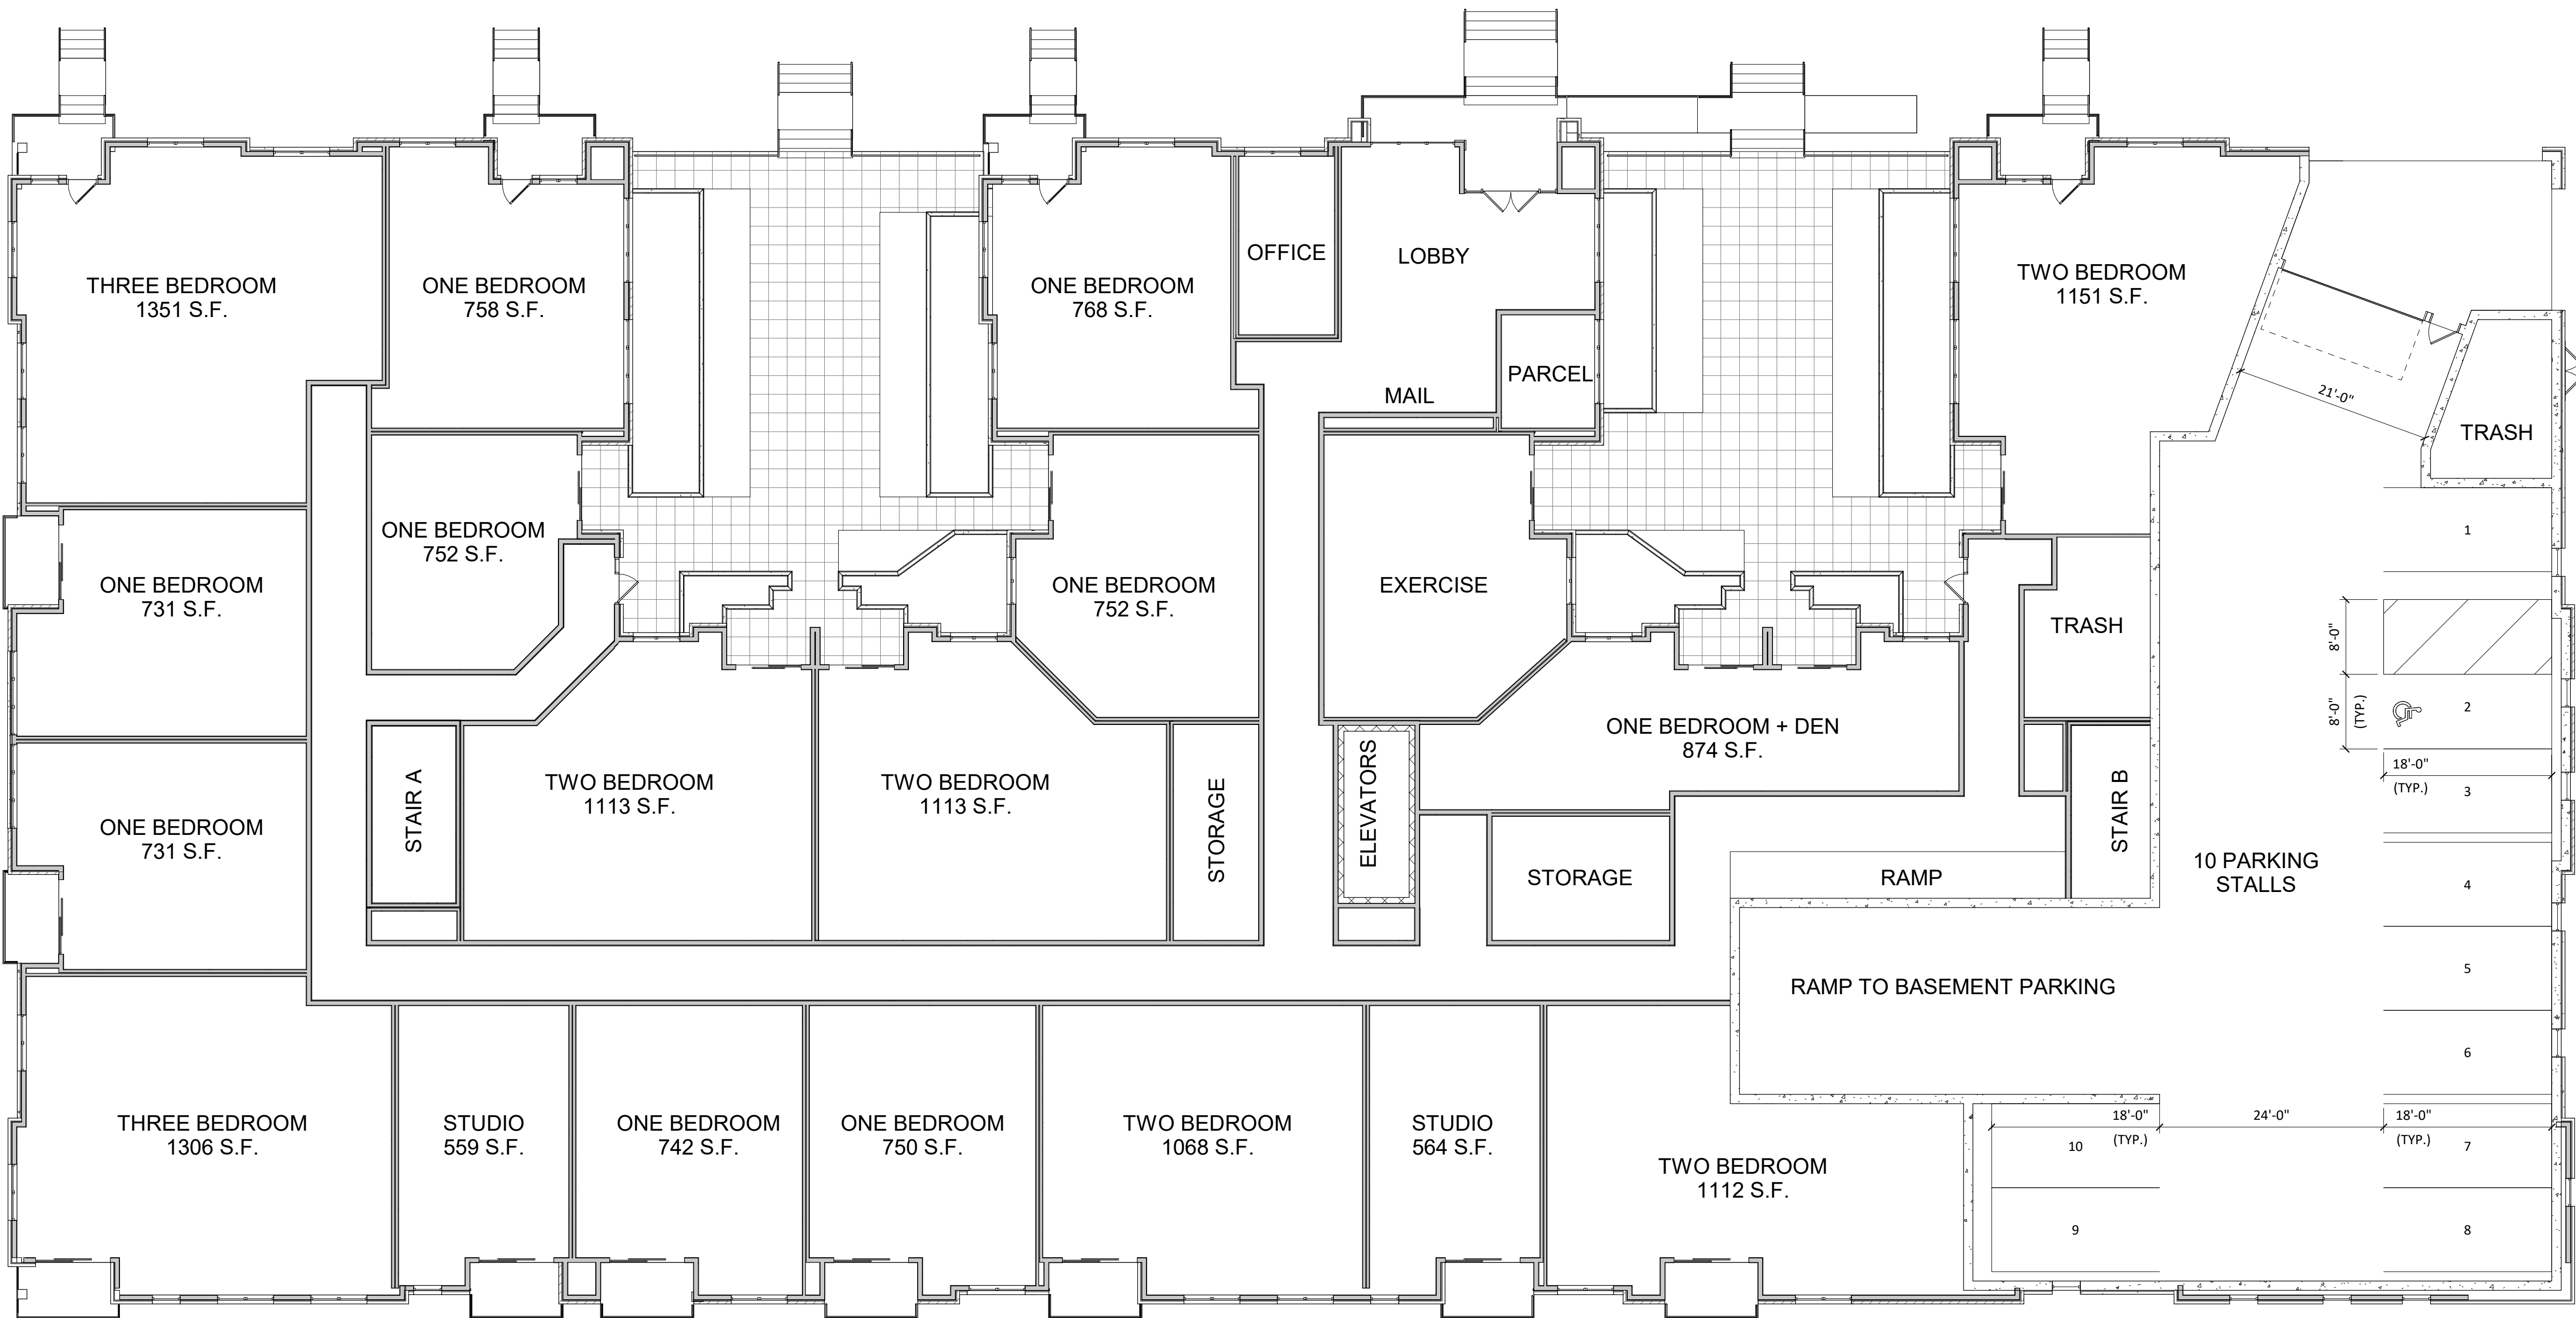 THREE BEDROOM
1351 S.F.
ONE BEDROOM
758 S.F.
ONE BEDROOM
768 S.F.
OFFICE
LOBBY
PARCEL
MAIL
TWO BEDROOM
1151 S.F.
21'-0"
TRASH
ONE BEDROOM
752 S.F.
ONE BEDROOM
731 S.F.
ONE BEDROOM
752 S.F.
EXERCISE
TRASH
1
8'-0"
8'-0"
(TYP.)
2
18'-0"
(TYP.)
3
ONE BEDROOM + DEN
874 S.F.
ONE BEDROOM
731 S.F.
STAIR A
TWO BEDROOM
1113 S.F.
TWO BEDROOM
1113 S.F.
STORAGE
ELEVATORS
STORAGE
RAMP
STAIR B
10 PARKING
STALLS
4
5
RAMP TO BASEMENT PARKING
6
THREE BEDROOM
1306 S.F.
STUDIO
559 S.F.
ONE BEDROOM
742 S.F.
ONE BEDROOM
750 S.F.
TWO BEDROOM
1068 S.F.
STUDIO
564 S.F.
TWO BEDROOM
1112 S.F.
18'-0"
(TYP.)
24'-0"
18'-0"
(TYP.)
10
7
9
8